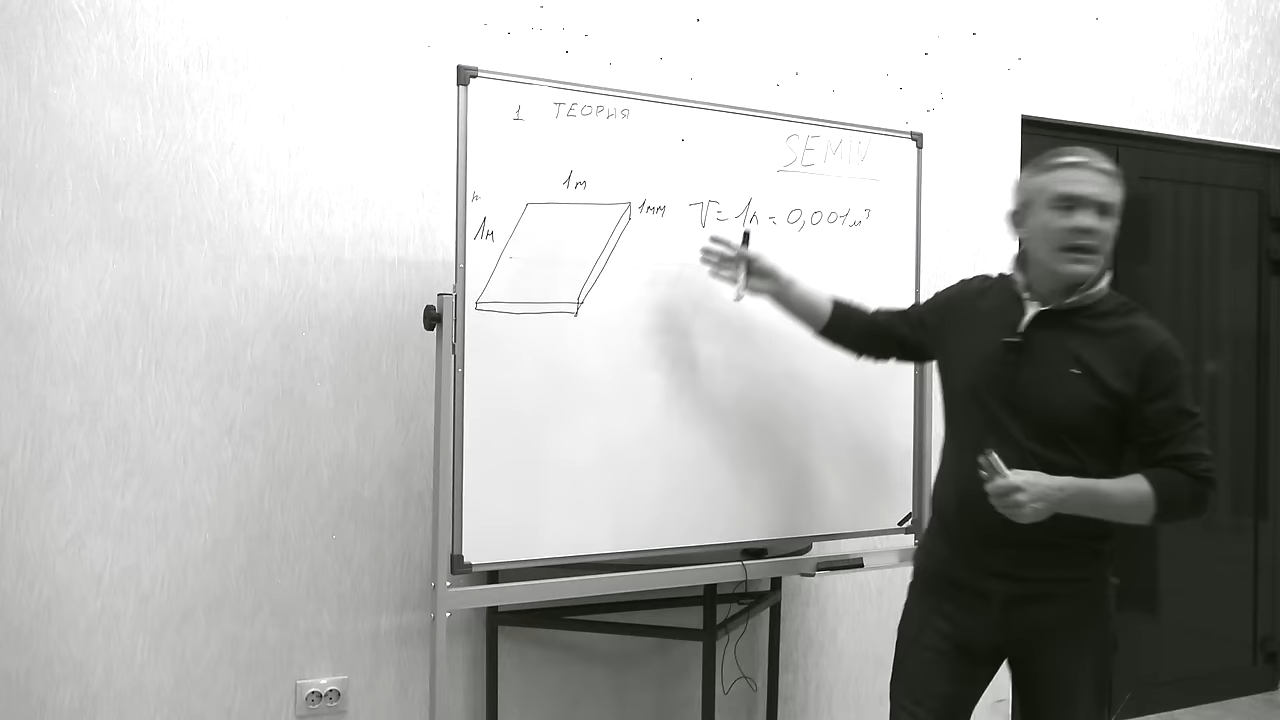 1 ТЕОРИЯ
SEMIN
1м
1мм
1м
V = 1л = 0,001м³